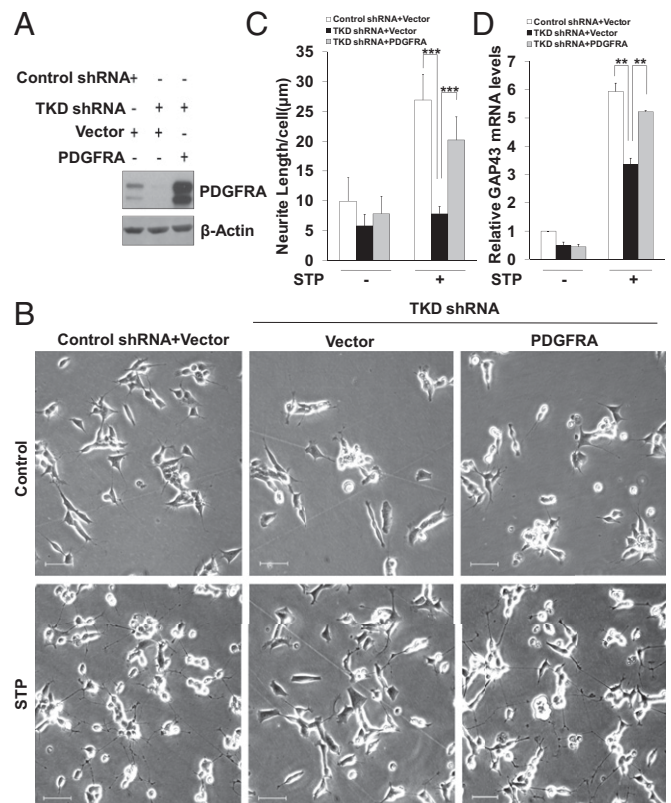 A
Control shRNA + - -
TKD shRNA - + +
Vector + + -
PDGFRA - - +
PDGFRA
β-Actin
C
Control shRNA+Vector
TKD shRNA+Vector
TKD shRNA+PDGFRA
Neurite Length/cell(μm)
35
30
25
20
15
10
5
0
***
***
STP - +
D
Control shRNA+Vector
TKD shRNA+Vector
TKD shRNA+PDGFRA
Relative GAP43 mRNA levels
7
6
5
4
3
2
1
0
** **
STP - +
B
TKD shRNA
Control shRNA+Vector Vector PDGFRA
Control
STP